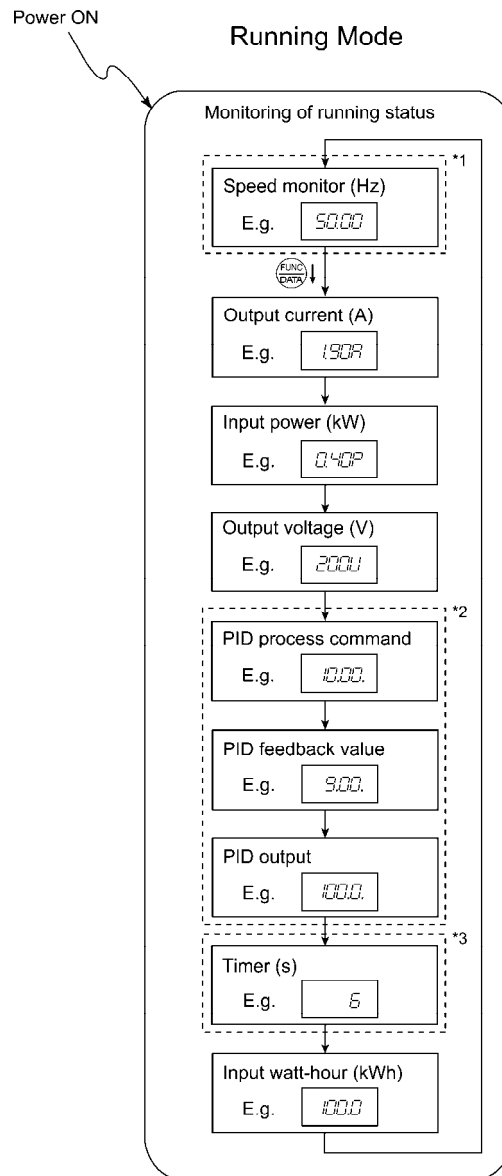 Power ON
Running Mode
Monitoring of running status
*1
Speed monitor (Hz)
E.g. 50.00
FUNC
DATA
Output current (A)
E.g. 1.90A
Input power (kW)
E.g. 0.40P
Output voltage (V)
E.g. 200U
*2
PID process command
E.g. 10.00.
PID feedback value
E.g. 9.00.
PID output
E.g. 100.0.
*3
Timer (s)
E.g. 6
Input watt-hour (kWh)
E.g. 100.0